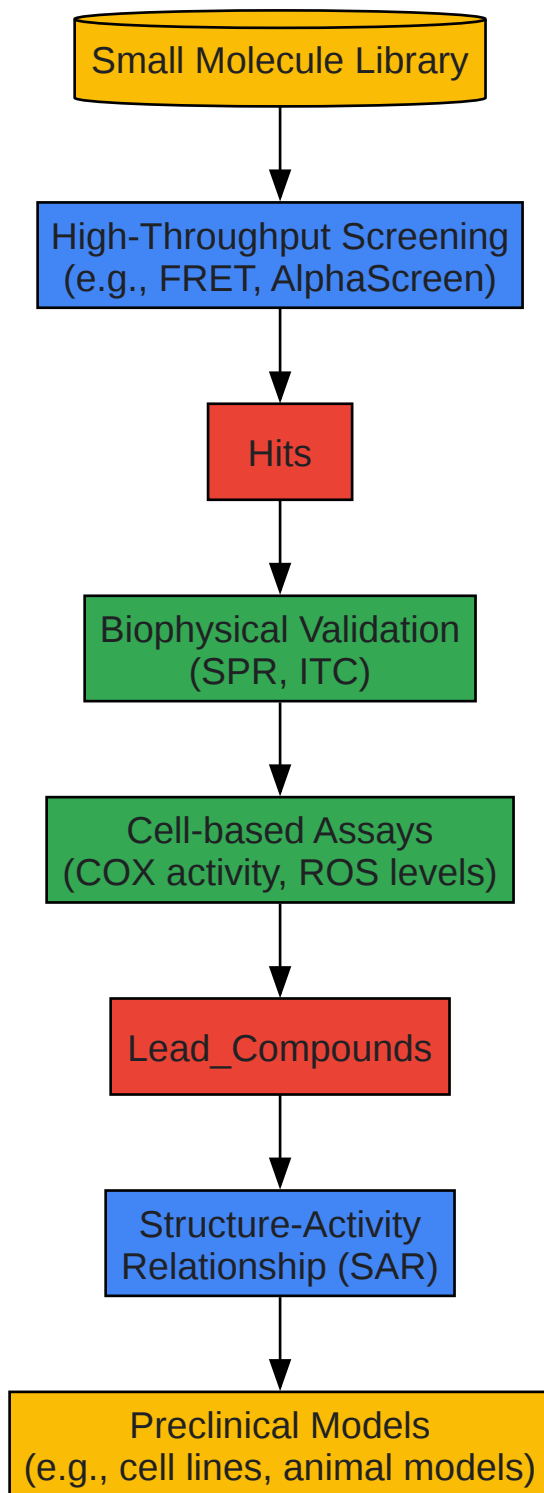 Small Molecule Library
High-Throughput Screening
(e.g., FRET, AlphaScreen)
Hits
Biophysical Validation
(SPR, ITC)
Cell-based Assays
(COX activity, ROS levels)
Lead_Compounds
Structure-Activity
Relationship (SAR)
Preclinical Models
(e.g., cell lines, animal models)